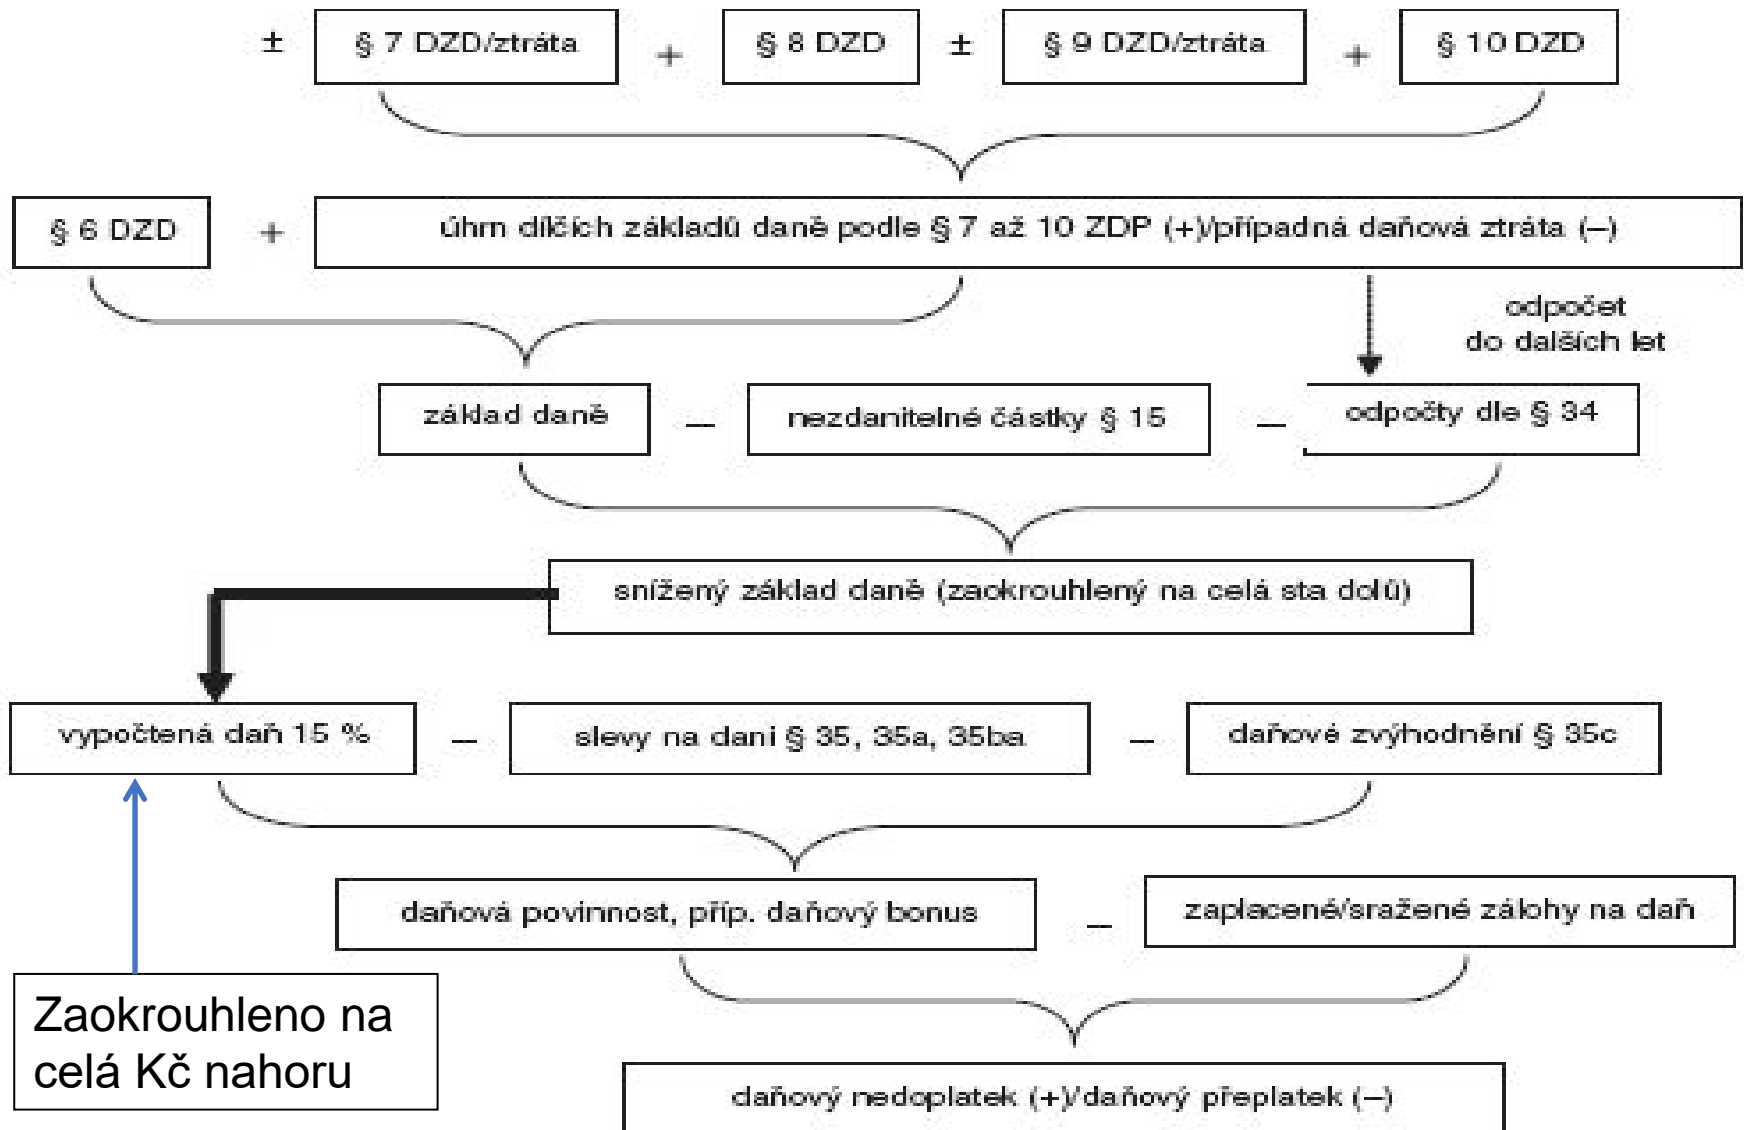 ± § 7 DZD/ztráta + § 8 DZD ± § 9 DZD/ztráta + § 10 DZD
§ 6 DZD + úhrn dílčích základů daně podle § 7 až 10 ZDP (+)/případná daňová ztráta (–)
odpočet
do dalších let
základ daně – nezdanitelné částky § 15 – odpočty dle § 34
snížený základ daně (zaokrouhlený na celá sta dolů)
vypočtená daň 15 % – slevy na dani § 35, 35a, 35ba – daňové zvýhodnění § 35c
daňová povinnost, příp. daňový bonus – zaplacené/sražené zálohy na daň
Zaokrouhleno na
celá Kč nahoru
daňový nedoplatek (+)/daňový přeplatek (–)